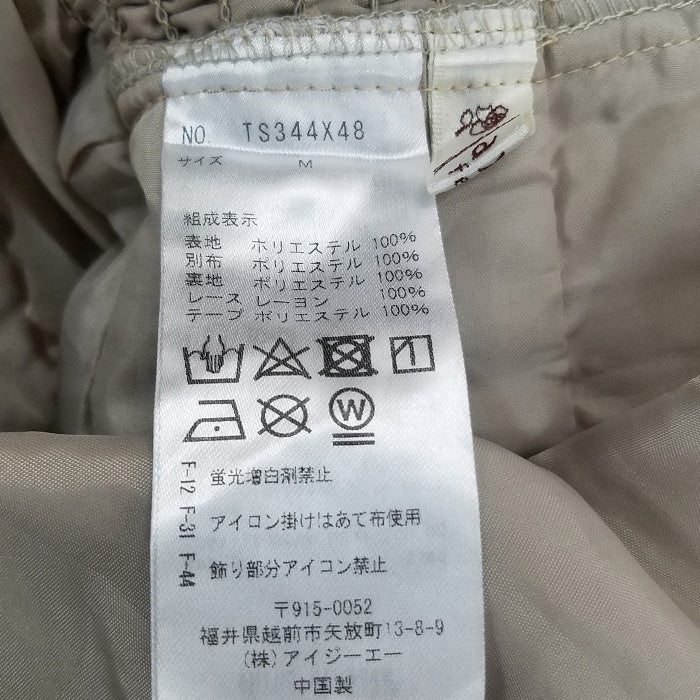 NO. TS344X48
サイズ M
組成表示
表地 ポリエステル 100%
別布 ポリエステル 100%
裏地 ポリエステル 100%
レース レーヨン 100%
テープ ポリエステル 100%
W
F-12 蛍光増白剤禁止
F-31 アイロン掛けはあて布使用
F-44 飾り部分アイコン禁止
〒915-0052
福井県越前市矢放町13-8-9
(株)アイジーエー
中国製